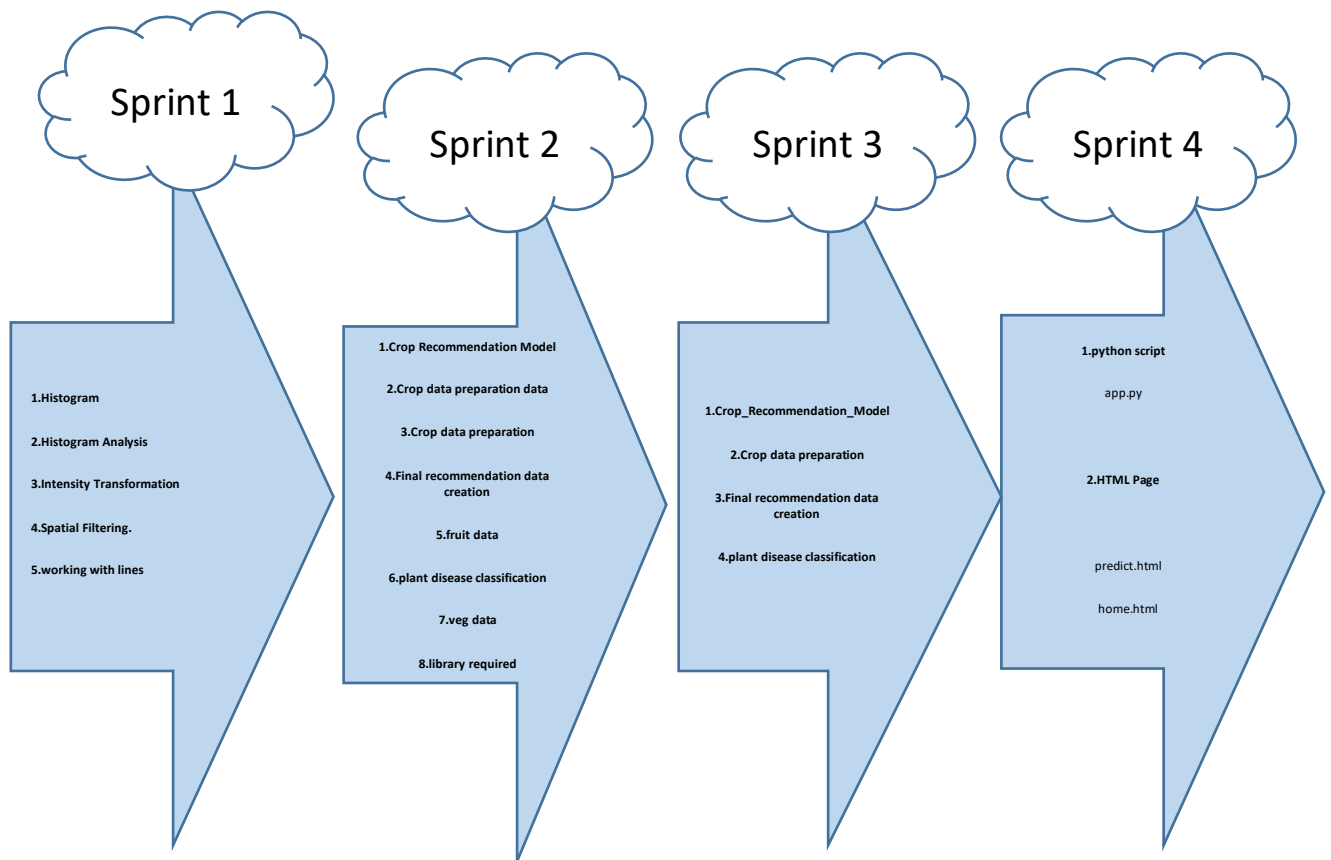 Sprint 1
1.Histogram
2.Histogram Analysis
3.Intensity Transformation
4.Spatial Filtering.
5.working with lines
Sprint 2
1.Crop Recommendation Model
2.Crop data preparation data
3.Crop data preparation
4.Final recommendation data
creation
5.fruit data
6.plant disease classification
7.veg data
8.library required
Sprint 3
1.Crop_Recommendation_Model
2.Crop data preparation
3.Final recommendation data
creation
4.plant disease classification
Sprint 4
1.python script
app.py
2.HTML Page
predict.html
home.html